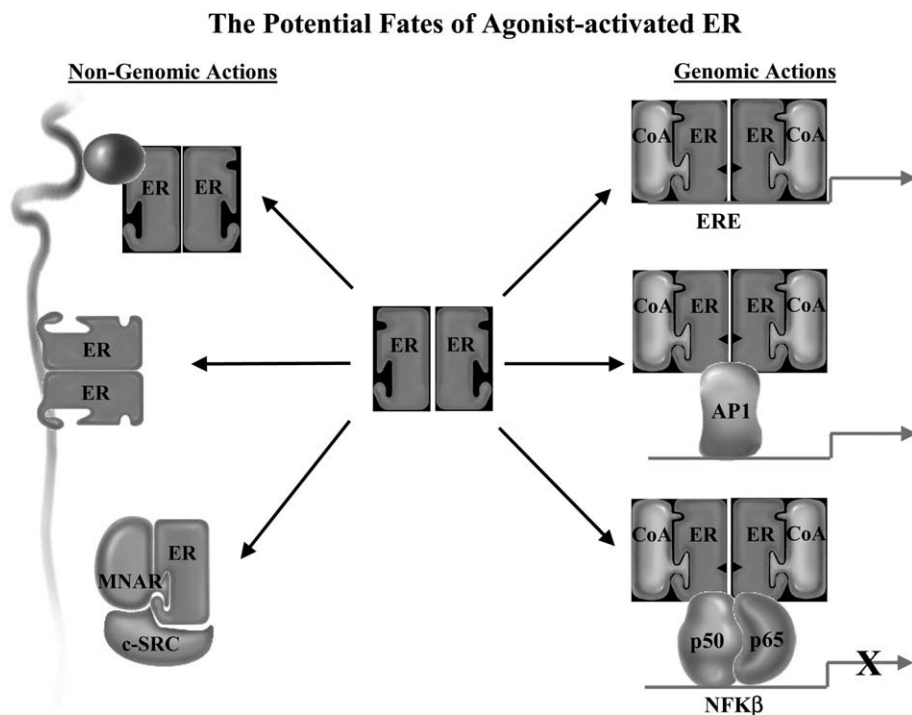 The Potential Fates of Agonist-activated ER
Non-Genomic Actions
Genomic Actions
ER ER
CoA ER ER CoA
ERE
ER
ER
ER ER
CoA ER ER CoA
AP1
MNAR ER
c-SRC
CoA ER ER CoA
p50 p65
X
NFKβ